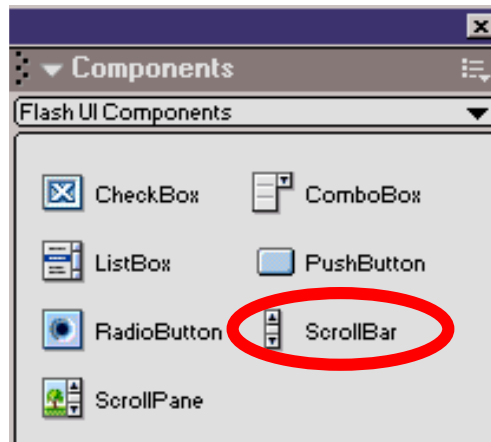 Components
Flash UI Components
CheckBox ComboBox
ListBox PushButton
RadioButton ScrollBar
ScrollPane